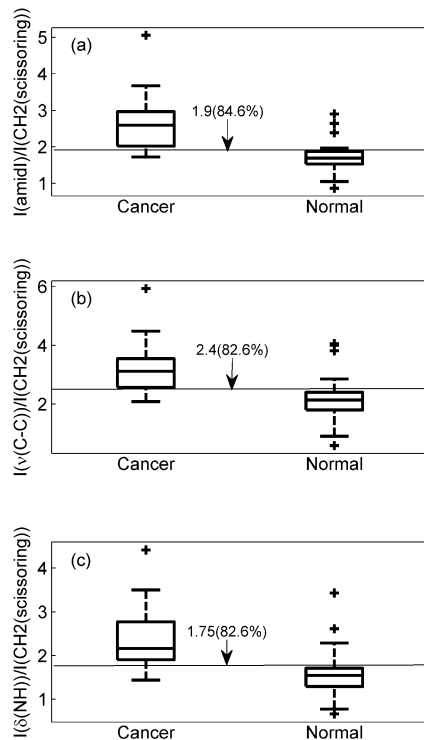 (a)
5
4
3
2
1
I(amidI)/I(CH2(scissoring))
1.9(84.6%)
Cancer
Normal
(b)
6
4
2
I(ν(C-C))/I(CH2(scissoring))
2.4(82.6%)
Cancer
Normal
(c)
4
3
2
1
I(δ(NH))/I(CH2(scissoring))
1.75(82.6%)
Cancer
Normal